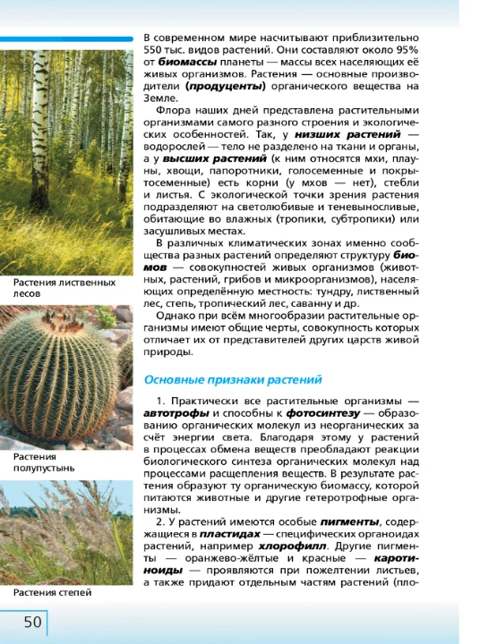 В современном мире насчитывают приблизительно
550 тыс. видов растений. Они составляют около 95%
от биомассы планеты — массы всех населяющих её
живых организмов. Растения — основные произво-
дители (продуценты) органического вещества на
Земле.
Флора наших дней представлена растительными
организмами самого разного строения и экологиче-
ских особенностей. Так, у низших растений —
водорослей — тело не разделено на ткани и органы,
а у высших растений (к ним относятся мхи, плау-
ны, хвощи, папоротники, голосеменные и покры-
тосеменные) есть корни (у мхов — нет), стебли
и листья. С экологической точки зрения растения
подразделяют на светолюбивые и теневыносливые,
обитающие во влажных (тропики, субтропики) или
засушливых местах.
В различных климатических зонах именно сооб-
щества разных растений определяют структуру био-
мов — совокупностей живых организмов (живот-
ных, растений, грибов и микроорганизмов), населя-
ющих определённую местность: тундру, лиственный
лес, степь, тропический лес, саванну и др.
Однако при всём многообразии растительные ор-
ганизмы имеют общие черты, совокупность которых
отличает их от представителей других царств живой
природы.
Основные признаки растений
1. Практически все растительные организмы —
автотрофы и способны к фотосинтезу — образо-
ванию органических молекул из неорганических за
счёт энергии света. Благодаря этому у растений
в процессах обмена веществ преобладают реакции
биологического синтеза органических молекул над
процессами расщепления веществ. В результате рас-
тения образуют ту органическую биомассу, которой
питаются животные и другие гетеротрофные орга-
низмы.
2. У растений имеются особые пигменты, содер-
жащиеся в пластидах — специфических органоидах
растений, например хлорофилл. Другие пигмен-
ты — оранжево-жёлтые и красные — кароти-
ноиды — проявляются при пожелтении листьев,
а также придают отдельным частям растений (пло-
Растения лиственных
лесов
Растения
полупустынь
Растения степей
50